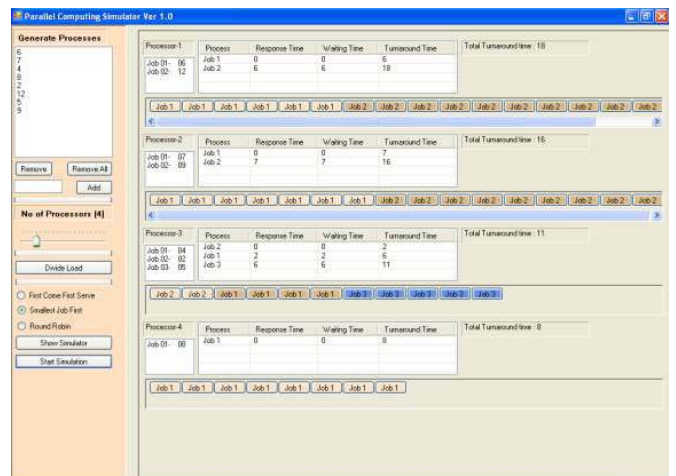 Parallel Computing Simulator Ver 1.0
Generate Processes
6
7
4
8
2
12
5
9
Remove Remove All
Add
No of Processors [4]
Divide Load
First Come First Serve
Smallest Job First
Round Robin
Show Simulator
Start Simulation
Processor-1
Job 01- 06
Job 02- 12
Process Response Time Waiting Time Turnaround Time
Job 1 0 0 6
Job 2 6 6 18
Total Turnaround time : 18
Job 1 Job 1 Job 1 Job 1 Job 1 Job 1 Job 2 Job 2 Job 2 Job 2 Job 2 Job 2 Job 2 Job 2 Job 2
Processor-2
Job 01- 07
Job 02- 09
Process Response Time Waiting Time Turnaround Time
Job 1 0 0 7
Job 2 7 7 16
Total Turnaround time : 16
Job 1 Job 1 Job 1 Job 1 Job 1 Job 1 Job 1 Job 2 Job 2 Job 2 Job 2 Job 2 Job 2 Job 2 Job 2
Processor-3
Job 01- 04
Job 02- 02
Job 03- 05
Process Response Time Waiting Time Turnaround Time
Job 2 0 0 2
Job 1 2 2 6
Job 3 6 6 11
Total Turnaround time : 11
Job 2 Job 2 Job 1 Job 1 Job 1 Job 1 Job 3 Job 3 Job 3 Job 3 Job 3
Processor-4
Job 01- 08
Process Response Time Waiting Time Turnaround Time
Job 1 0 0 8
Total Turnaround time : 8
Job 1 Job 1 Job 1 Job 1 Job 1 Job 1 Job 1 Job 1